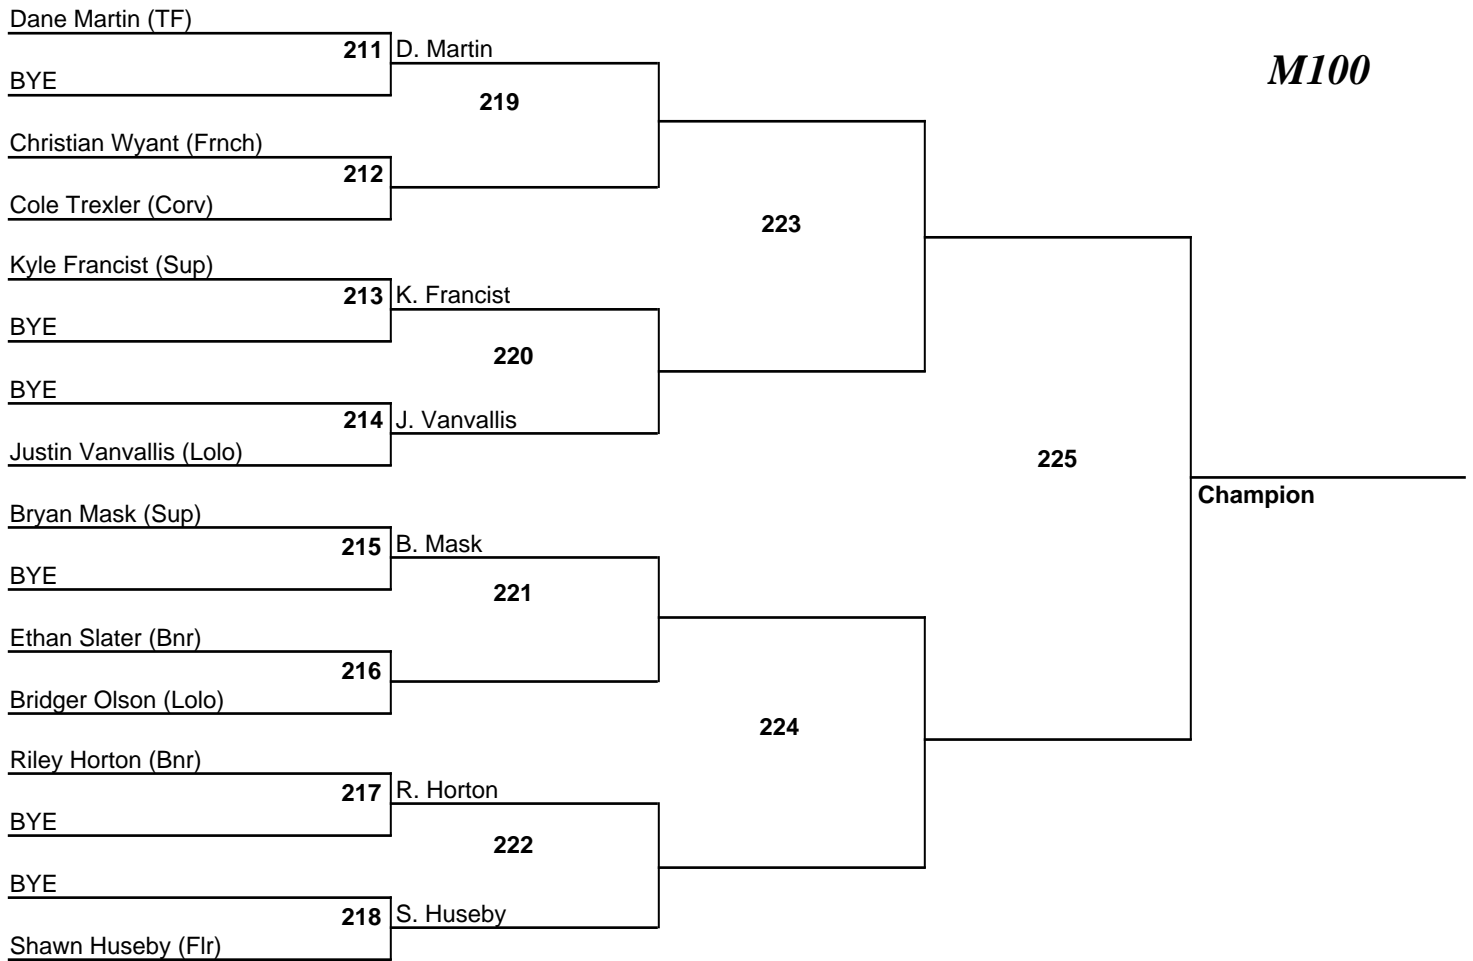 Dane Martin (TF)
211 D. Martin
M100
BYE
219
Christian Wyant (Frnch)
212
Cole Trexler (Corv)
223
Kyle Francist (Sup)
213 K. Francist
BYE
220
BYE
214 J. Vanvallis
Justin Vanvallis (Lolo)
225
Champion
Bryan Mask (Sup)
215 B. Mask
BYE
221
Ethan Slater (Bnr)
216
Bridger Olson (Lolo)
224
Riley Horton (Bnr)
217 R. Horton
BYE
222
BYE
218 S. Huseby
Shawn Huseby (Flr)